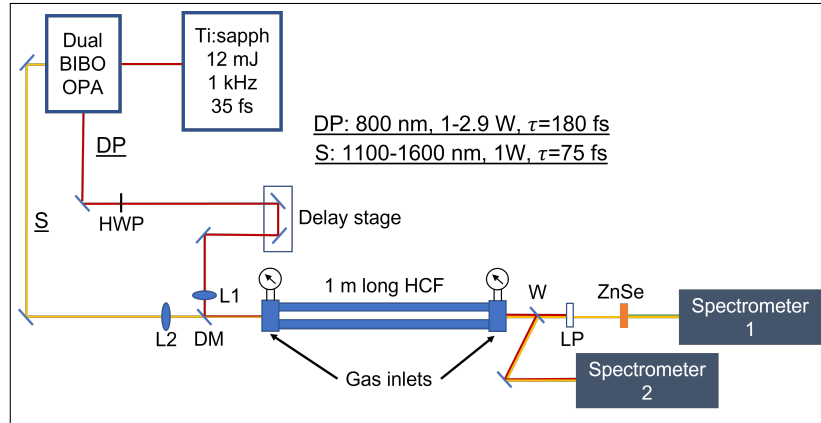 Dual
BIBO
OPA
Ti:sapph
12 mJ
1 kHz
35 fs
DP: 800 nm, 1-2.9 W, τ=180 fs
S: 1100-1600 nm, 1W, τ=75 fs
DP
S
HWP
Delay stage
L1
1 m long HCF
W
ZnSe
Spectrometer
1
L2
DM
LP
Gas inlets
Spectrometer
2